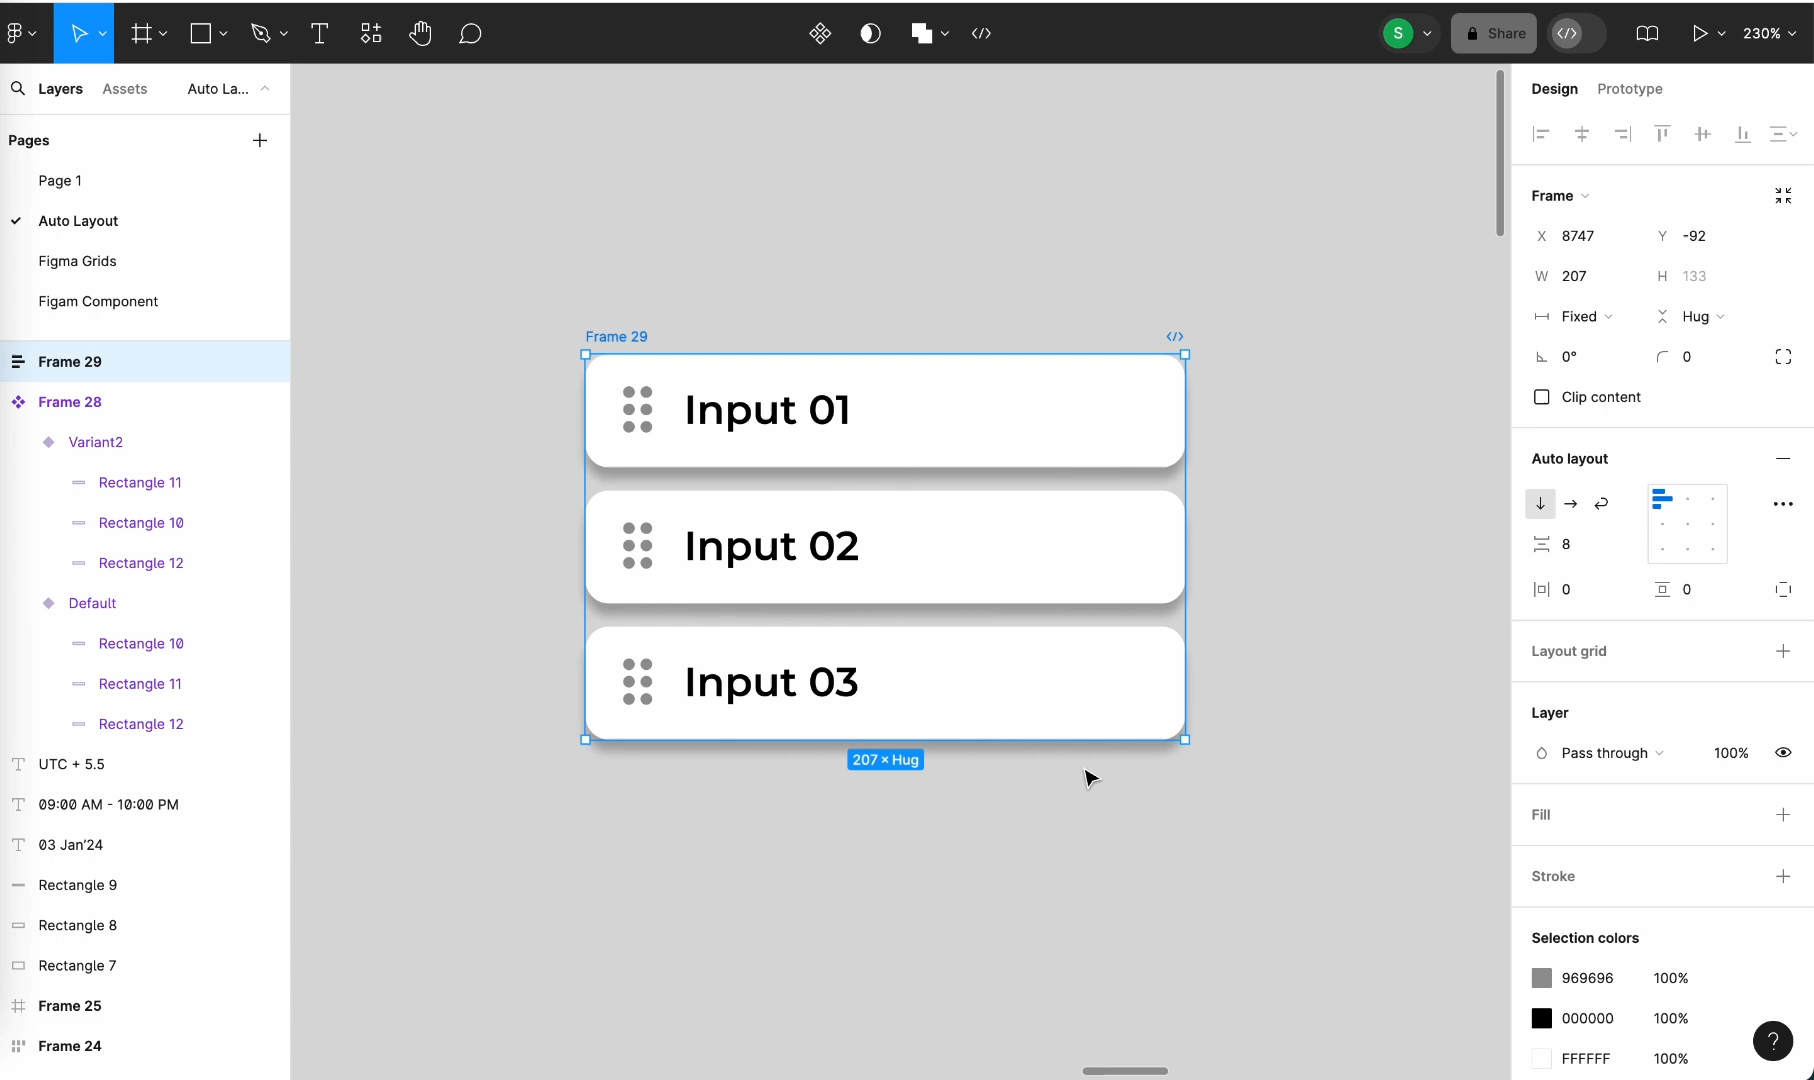 S
Share
230%
Layers Assets Auto La...
Pages
Page 1
Auto Layout
Figma Grids
Figam Component
Frame 29
Frame 28
Variant2
Rectangle 11
Rectangle 10
Rectangle 12
Default
Rectangle 10
Rectangle 11
Rectangle 12
UTC + 5.5
09:00 AM - 10:00 PM
03 Jan'24
Rectangle 9
Rectangle 8
Rectangle 7
Frame 25
Frame 24
Frame 29
Input 01
Input 02
Input 03
207 × Hug
Design Prototype
Frame
X 8747 Y -92
W 207 H 133
Fixed Hug
0° 0
Clip content
Auto layout
8
0 0
Layout grid
Layer
Pass through 100%
Fill
Stroke
Selection colors
969696 100%
000000 100%
FFFFFF 100%
?